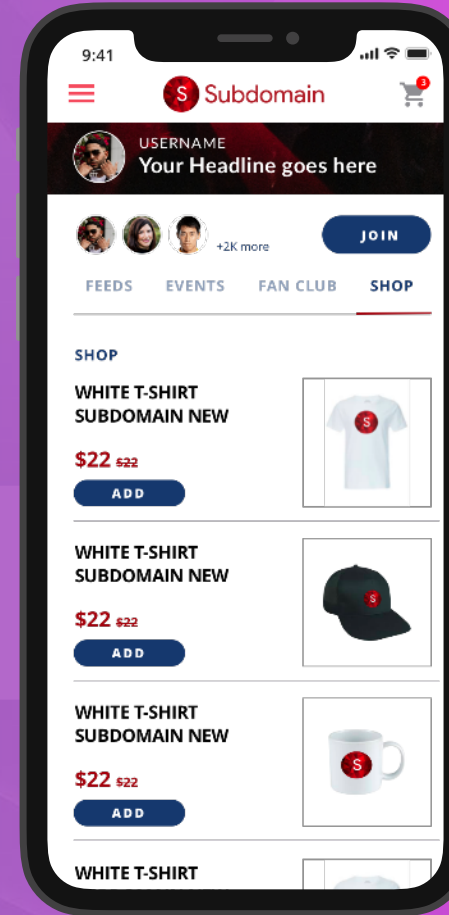 9:41
S Subdomain
3
USERNAME
Your Headline goes here
+2K more
JOIN
FEEDS EVENTS FAN CLUB SHOP
SHOP
WHITE T-SHIRT
SUBDOMAIN NEW
S
$22 $22
ADD
WHITE T-SHIRT
SUBDOMAIN NEW
S
$22 $22
ADD
WHITE T-SHIRT
SUBDOMAIN NEW
S
$22 $22
ADD
WHITE T-SHIRT